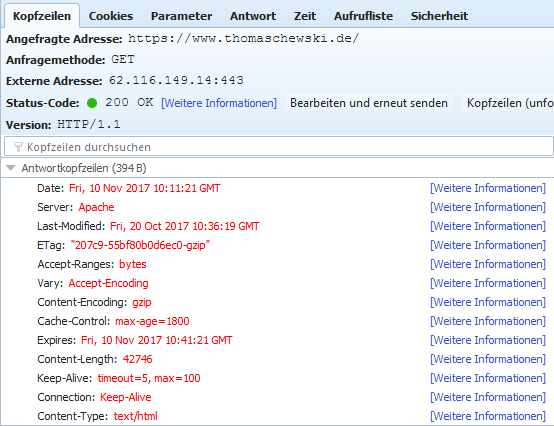 Kopfzeilen Cookies Parameter Antwort Zeit Aufrufliste Sicherheit
Angefragte Adresse: https://www.thomaschewski.de/
Anfragemethode: GET
Externe Adresse: 62.116.149.14:443
Status-Code: 200 OK [Weitere Informationen] Bearbeiten und erneut senden Kopfzeilen (unfo
Version: HTTP/1.1
Kopfzeilen durchsuchen
Antwortkopfzeilen (394 B)
Date: Fri, 10 Nov 2017 10:11:21 GMT [Weitere Informationen]
Server: Apache [Weitere Informationen]
Last-Modified: Fri, 20 Oct 2017 10:36:19 GMT [Weitere Informationen]
ETag: "207c9-55bf80b0d6ec0-gzip" [Weitere Informationen]
Accept-Ranges: bytes [Weitere Informationen]
Vary: Accept-Encoding [Weitere Informationen]
Content-Encoding: gzip [Weitere Informationen]
Cache-Control: max-age=1800 [Weitere Informationen]
Expires: Fri, 10 Nov 2017 10:41:21 GMT [Weitere Informationen]
Content-Length: 42746 [Weitere Informationen]
Keep-Alive: timeout=5, max=100 [Weitere Informationen]
Connection: Keep-Alive [Weitere Informationen]
Content-Type: text/html [Weitere Informationen]